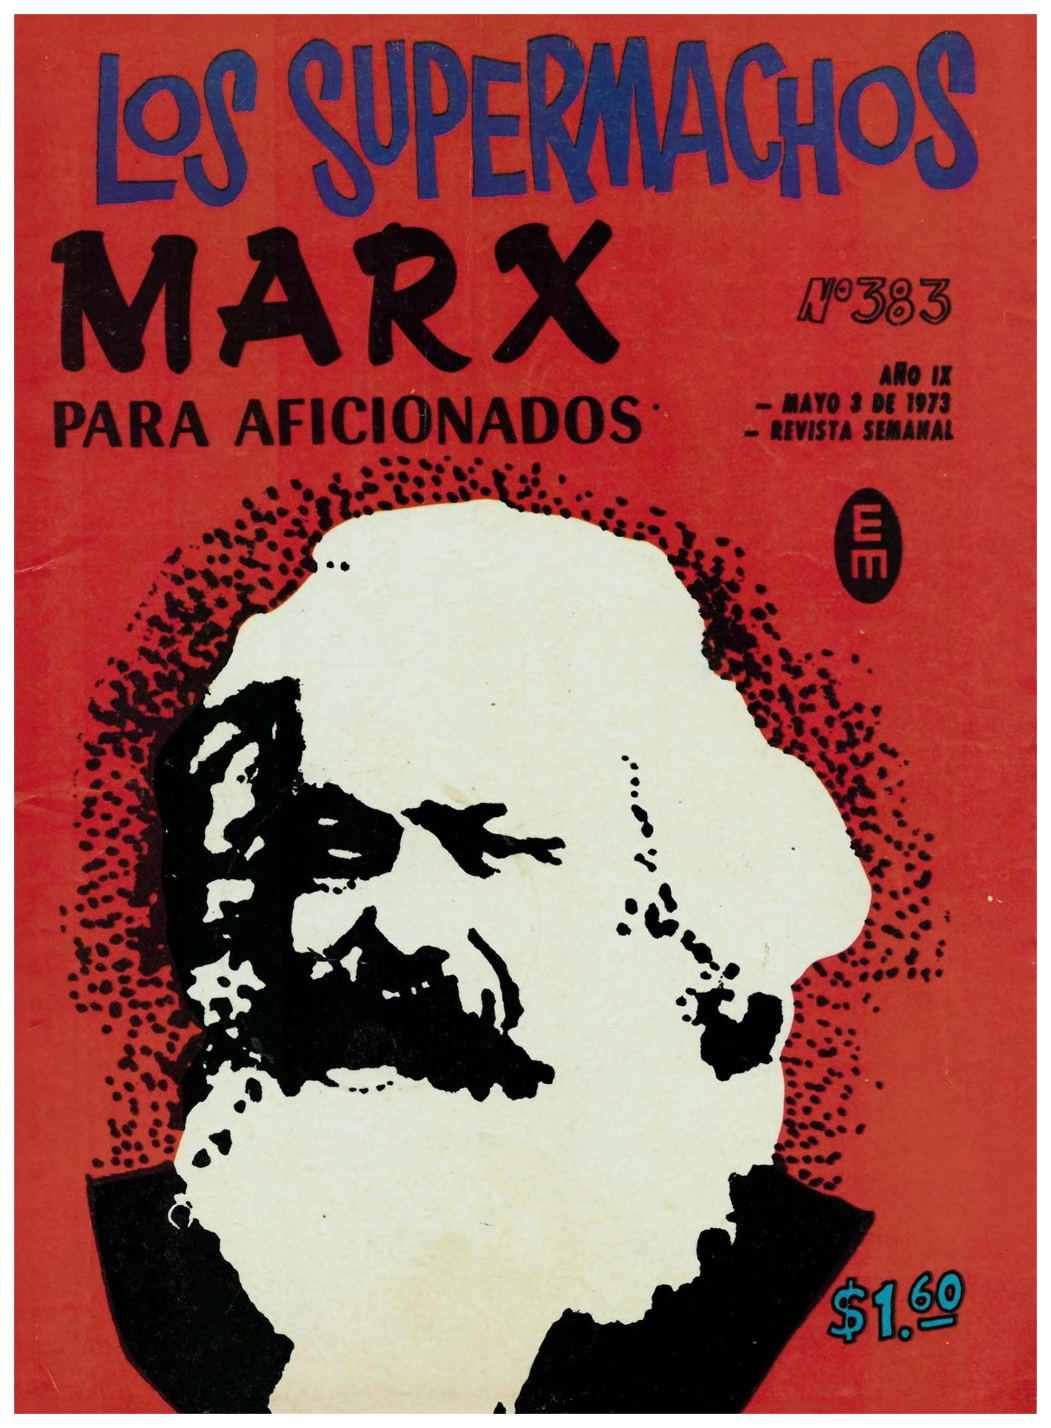 LOS SUPERMACHOS
MARX
PARA AFICIONADOS
Nº383
AÑO IX
– MAYO 3 DE 1973
– REVISTA SEMANAL
EM
$1.60